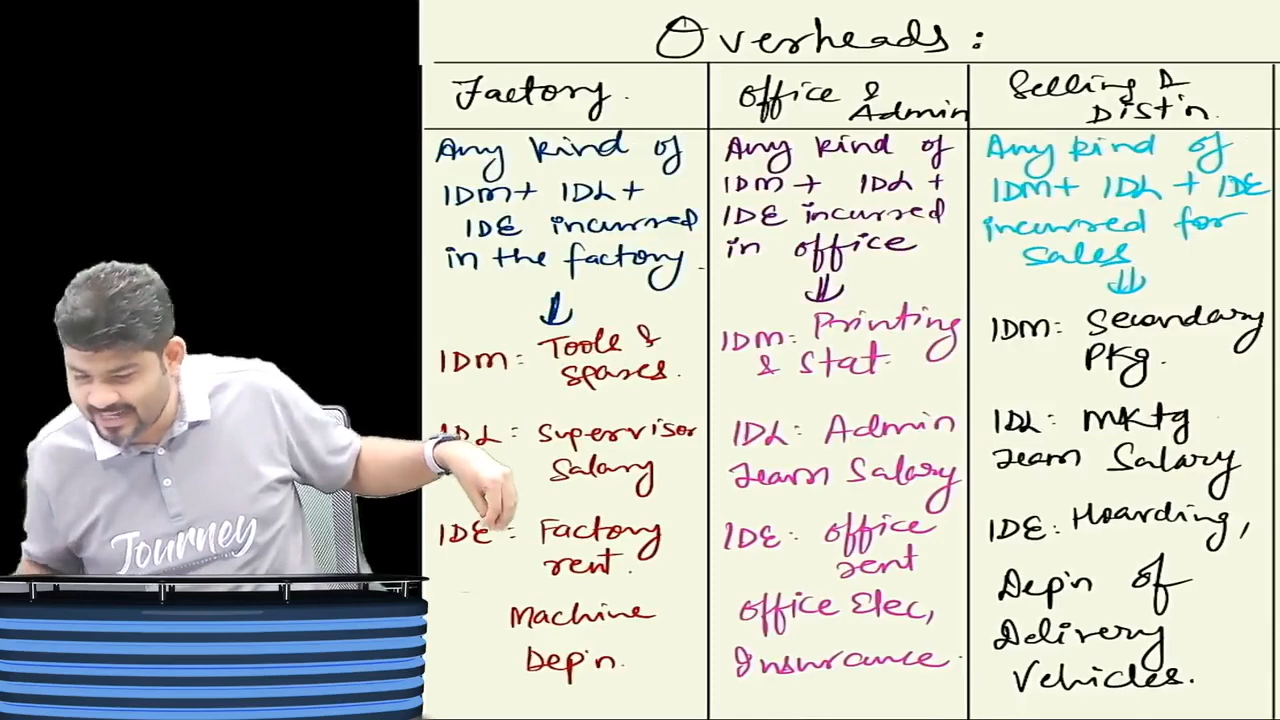 Overheads:
Factory.
Any kind of
IDM+ IDL+
IDE incurred
in the factory.
IDM: Tools &
spares.
IDL: Supervisor
Salary
IDE: Factory
rent.
Machine
Dep'n.
Office &
Admin
Any kind of
IDM+ IDL+
IDE incurred
in office
IDM: Printing
& Stat.
IDL: Admin
Team Salary
IDE: office
rent
Office Elec,
Insurance.
Selling &
Dist'n.
Any kind of
IDM+ IDL + IDE
incurred for
Sales
IDM: Secondary
Pkg.
IDL: Mktg
Team Salary
IDE: Hoarding,
Dep'n of
Delivery
Vehicles.
Journey